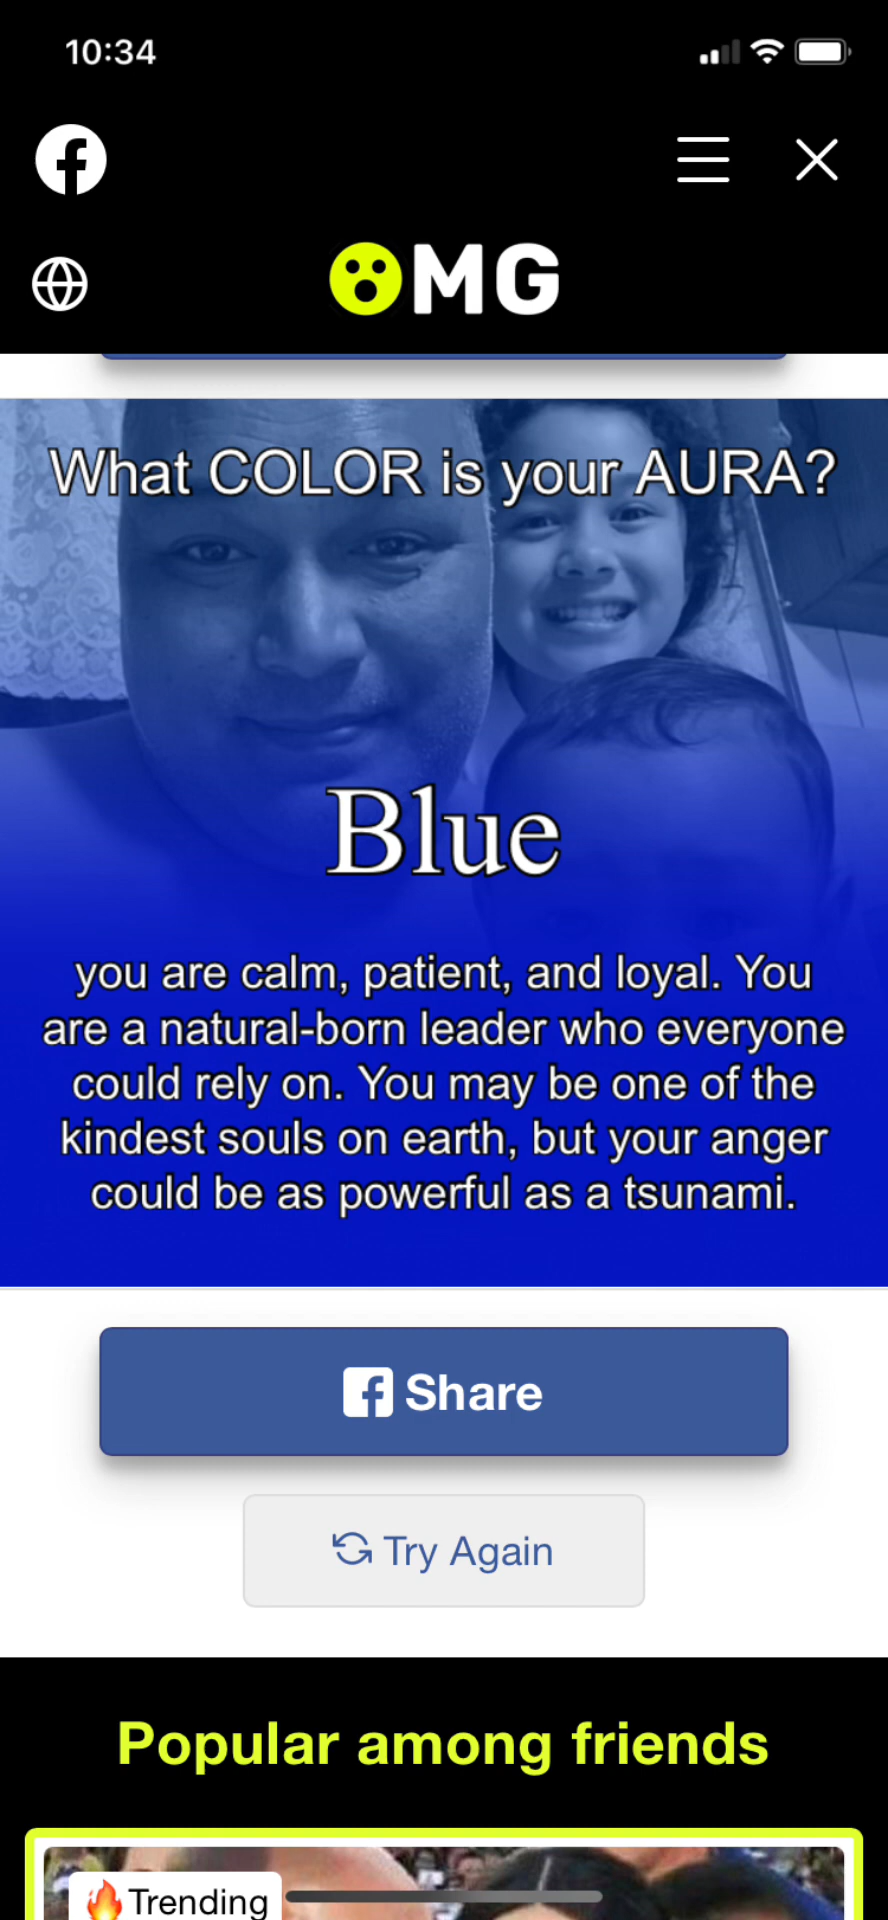 10:34
OMG
What COLOR is your AURA?
Blue
you are calm, patient, and loyal. You
are a natural-born leader who everyone
could rely on. You may be one of the
kindest souls on earth, but your anger
could be as powerful as a tsunami.
Share
Try Again
Popular among friends
🔥Trending